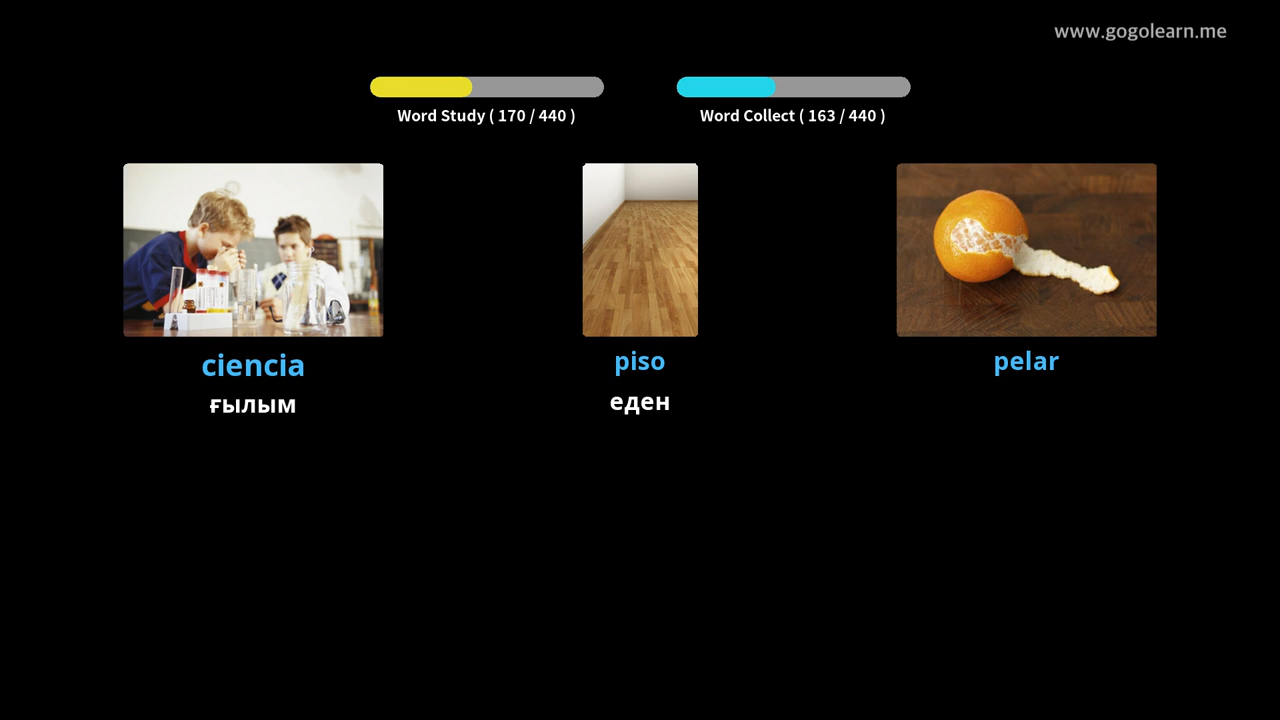 www.gogolearn.me
Word Study ( 170 / 440 )
Word Collect ( 163 / 440 )
ciencia
ғылым
piso
еден
pelar